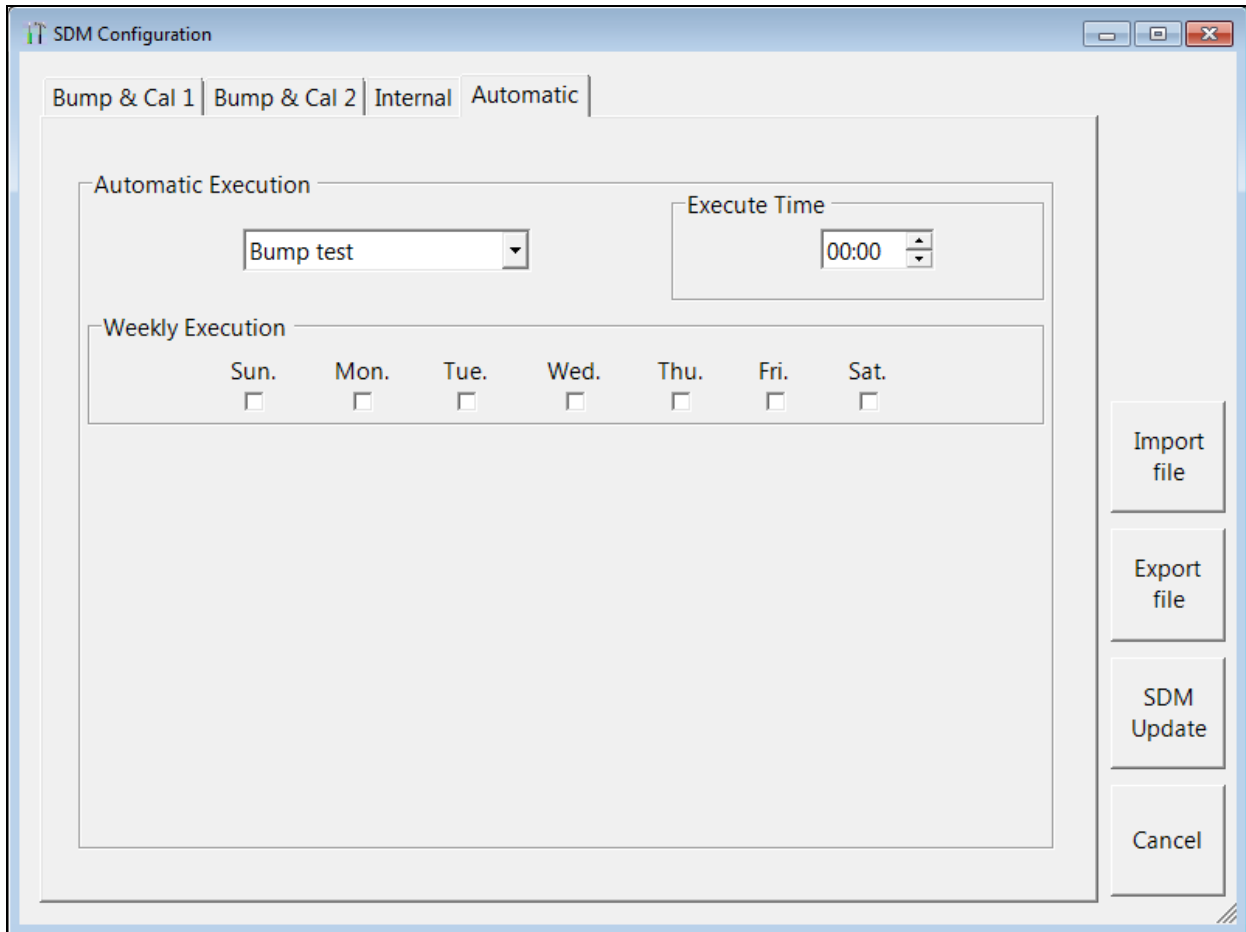 SDM Configuration
Bump & Cal 1 Bump & Cal 2 Internal Automatic
Automatic Execution
Execute Time
Bump test
00:00
Weekly Execution
Sun. Mon. Tue. Wed. Thu. Fri. Sat.
Import
file
Export
file
SDM
Update
Cancel